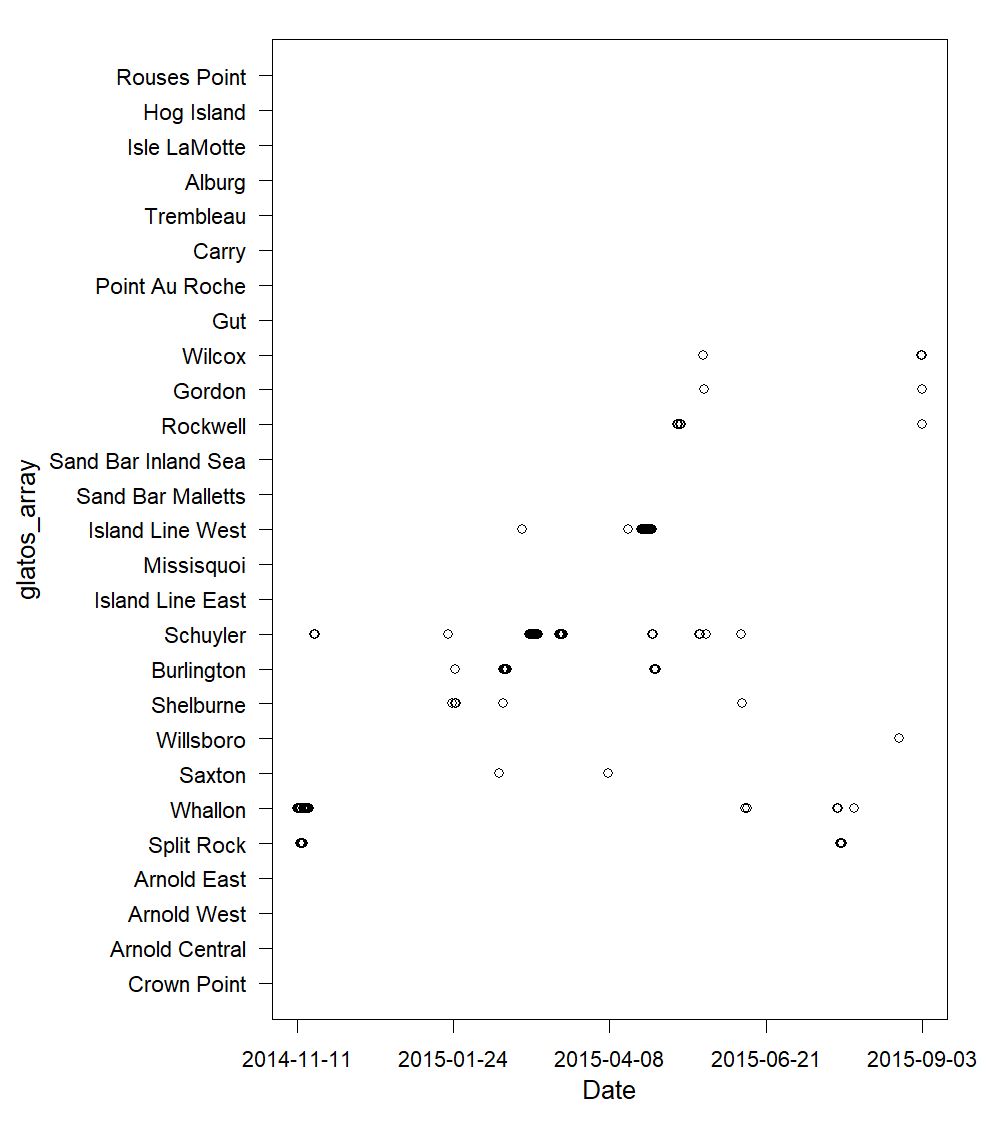 Rouses Point
Hog Island
Isle LaMotte
Alburg
Trembleau
Carry
Point Au Roche
Gut
Wilcox
Gordon
Rockwell
Sand Bar Inland Sea
Sand Bar Malletts
Island Line West
Missisquoi
Island Line East
Schuyler
Burlington
Shelburne
Willsboro
Saxton
Whallon
Split Rock
Arnold East
Arnold West
Arnold Central
Crown Point
glatos_array
2014-11-11 2015-01-24 2015-04-08 2015-06-21 2015-09-03
Date